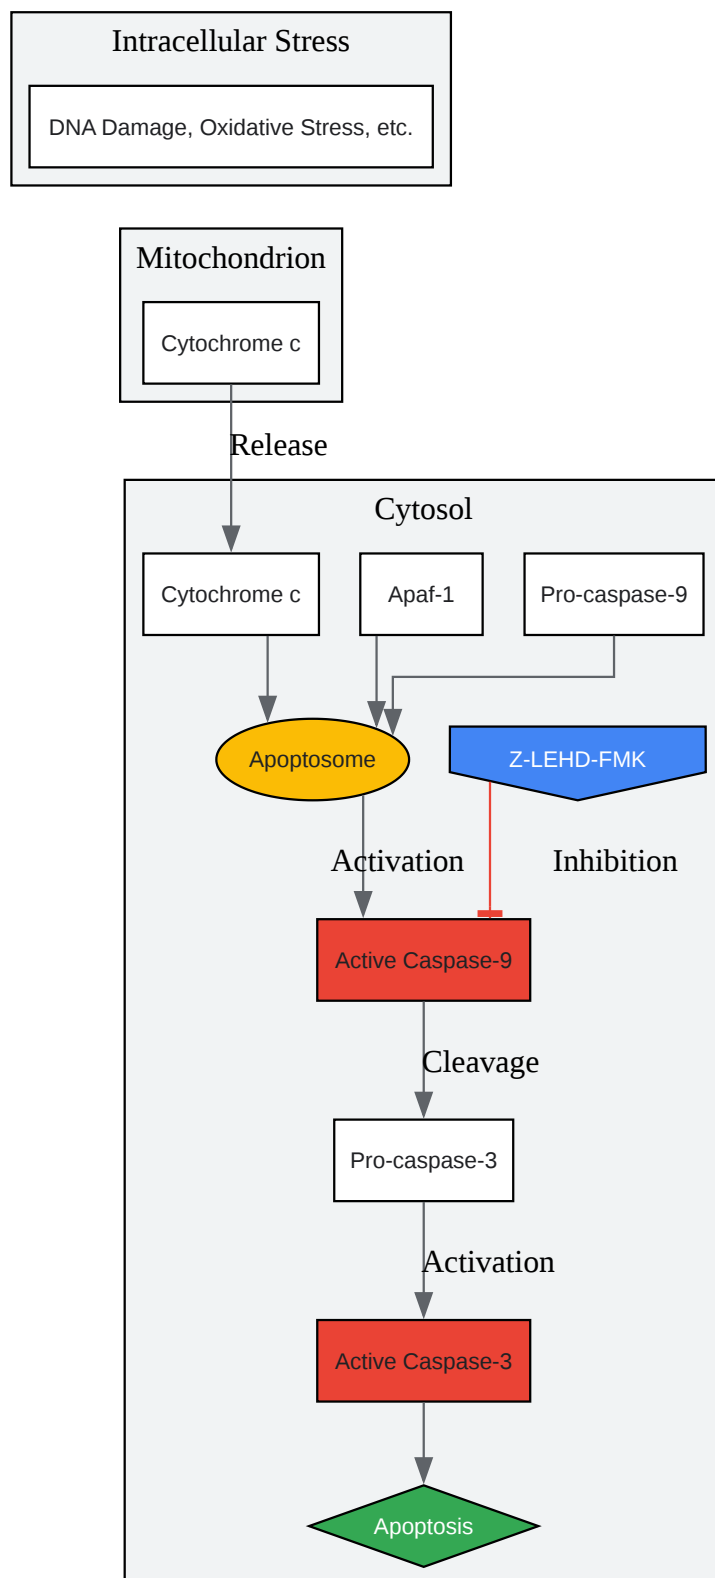 Intracellular Stress
DNA Damage, Oxidative Stress, etc.
Mitochondrion
Cytochrome c
Release
Cytosol
Cytochrome c
Apaf-1
Pro-caspase-9
Apoptosome
Z-LEHD-FMK
Activation
Inhibition
Active Caspase-9
Cleavage
Pro-caspase-3
Activation
Active Caspase-3
Apoptosis